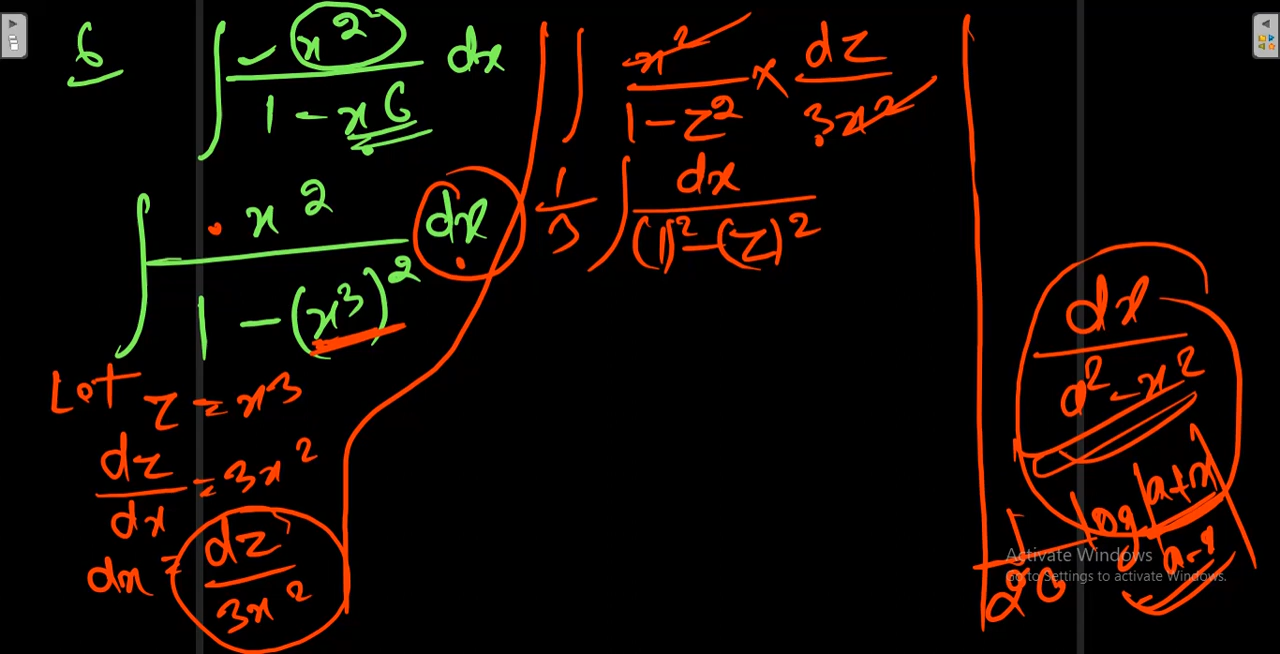 6 ∫ x² / (1 - x⁶) dx
∫ x² / (1 - (x³)²) dx
Let z = x³
dz/dx = 3x²
dx = dz/3x²
∫ x² / (1 - z²) × dz/3x²
1/3 ∫ dx / ((1)² - (z)²)
dx / (a² - x²)
1/2a log |a+x / a-x|
Activate Windows
Go to Settings to activate Windows.